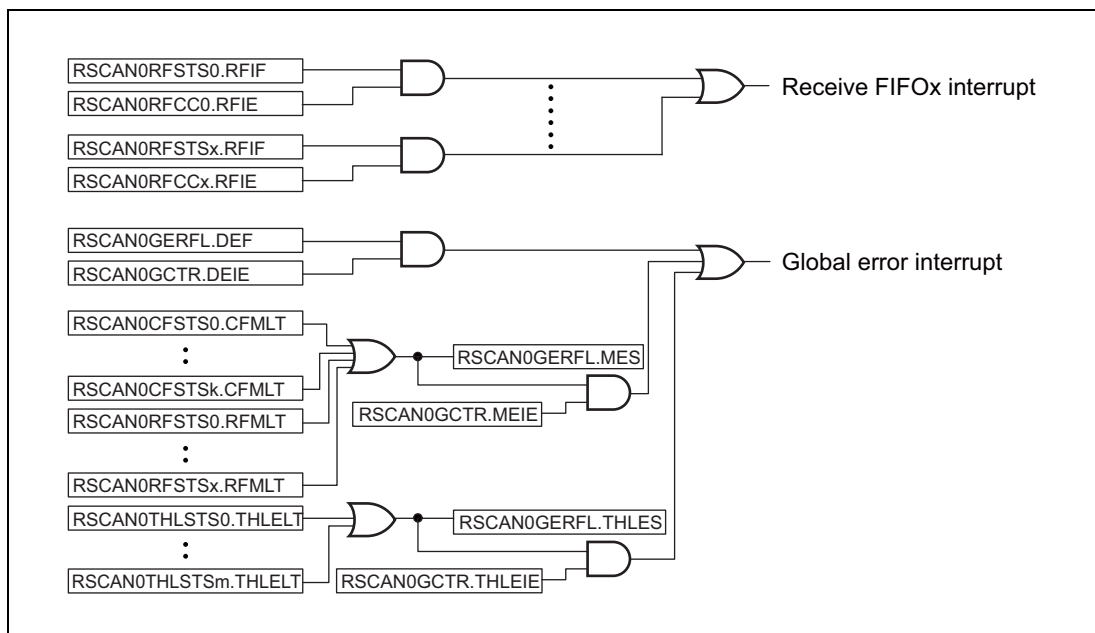 RSCAN0RFSTS0.RFIF
RSCAN0RFCC0.RFIE
Receive FIFOx interrupt
RSCAN0RFSTSx.RFIF
RSCAN0RFCCx.RFIE
RSCAN0GERFL.DEF
RSCAN0GCTR.DEIE
Global error interrupt
RSCAN0CFSTS0.CFMLT
RSCAN0GERFL.MES
RSCAN0CFSTSk.CFMLT
RSCAN0GCTR.MEIE
RSCAN0RFSTS0.RFMLT
RSCAN0RFSTSx.RFMLT
RSCAN0THLSTS0.THLELT
RSCAN0GERFL.THLES
RSCAN0THLSTSm.THLELT
RSCAN0GCTR.THLEIE